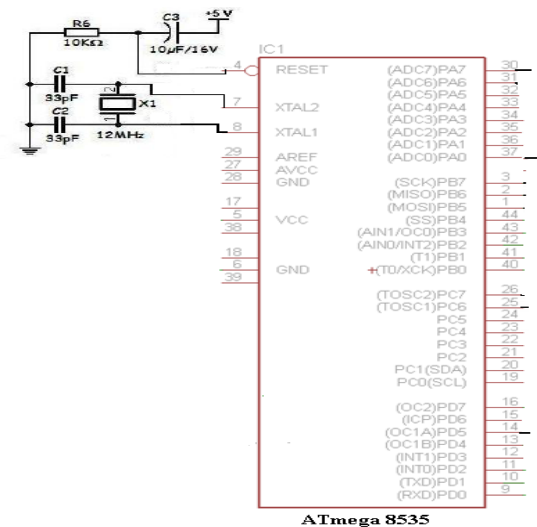 +5V
R6
C3
10KΩ
10µF/16V
IC1
4
RESET
(ADC7)PA7
30
(ADC6)PA6
31
C1
(ADC5)PA5
32
33pF
2
X1
7
XTAL2
(ADC4)PA4
33
(ADC3)PA3
34
C2
1
8
XTAL1
(ADC2)PA2
35
33pF
12MHz
(ADC1)PA1
36
29
AREF
(ADC0)PA0
37
27
AVCC
28
GND
(SCK)PB7
3
(MISO)PB6
2
17
(MOSI)PB5
1
5
VCC
(SS)PB4
44
38
(AIN1/OC0)PB3
43
(AIN0/INT2)PB2
42
18
(T1)PB1
41
6
GND
+(T0/XCK)PB0
40
39
(TOSC2)PC7
26
(TOSC1)PC6
25
PC5
24
PC4
23
PC3
22
PC2
21
PC1(SDA)
20
PC0(SCL)
19
(OC2)PD7
16
(ICP)PD6
15
(OC1A)PD5
14
(OC1B)PD4
13
(INT1)PD3
12
(INT0)PD2
11
(TXD)PD1
10
(RXD)PD0
9
ATmega 8535